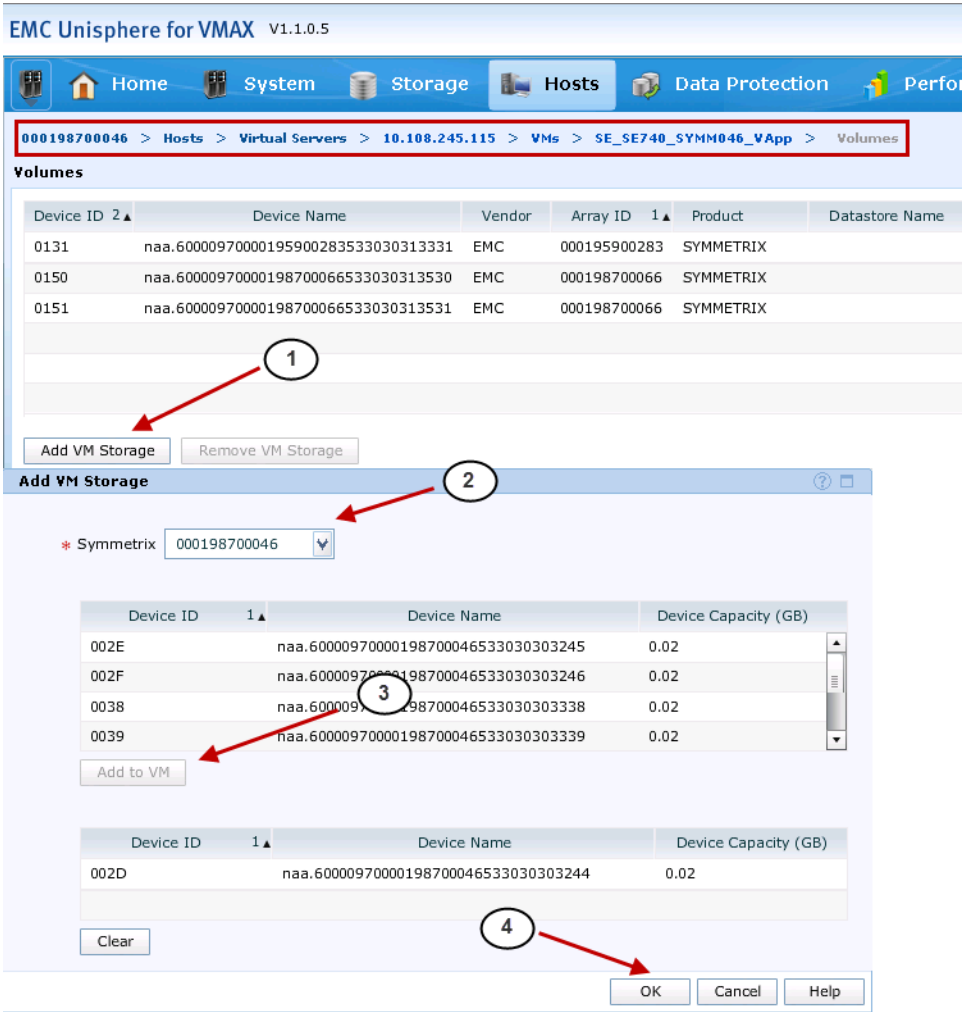 EMC Unisphere for VMAX V1.1.0.5
Home System Storage Hosts Data Protection Perfor
000198700046 > Hosts > Virtual Servers > 10.108.245.115 > VMs > SE_SE740_SYMM046_VApp > Volumes
Volumes
Device ID 2 Device Name Vendor Array ID 1 Product Datastore Name
0131 naa.60000970000195900283533030313331 EMC 000195900283 SYMMETRIX
0150 naa.60000970000198700066533030313530 EMC 000198700066 SYMMETRIX
0151 naa.60000970000198700066533030313531 EMC 000198700066 SYMMETRIX
1
Add VM Storage Remove VM Storage
Add VM Storage ?
2
* Symmetrix 000198700046
Device ID 1 Device Name Device Capacity (GB)
002E naa.60000970000198700046533030303245 0.02
002F naa.60000970000198700046533030303246 0.02
3
0038 naa.600009 98700046533030303338 0.02
0039 naa.60000970000198700046533030303339 0.02
Add to VM
Device ID 1 Device Name Device Capacity (GB)
002D naa.60000970000198700046533030303244 0.02
4
Clear
OK Cancel Help